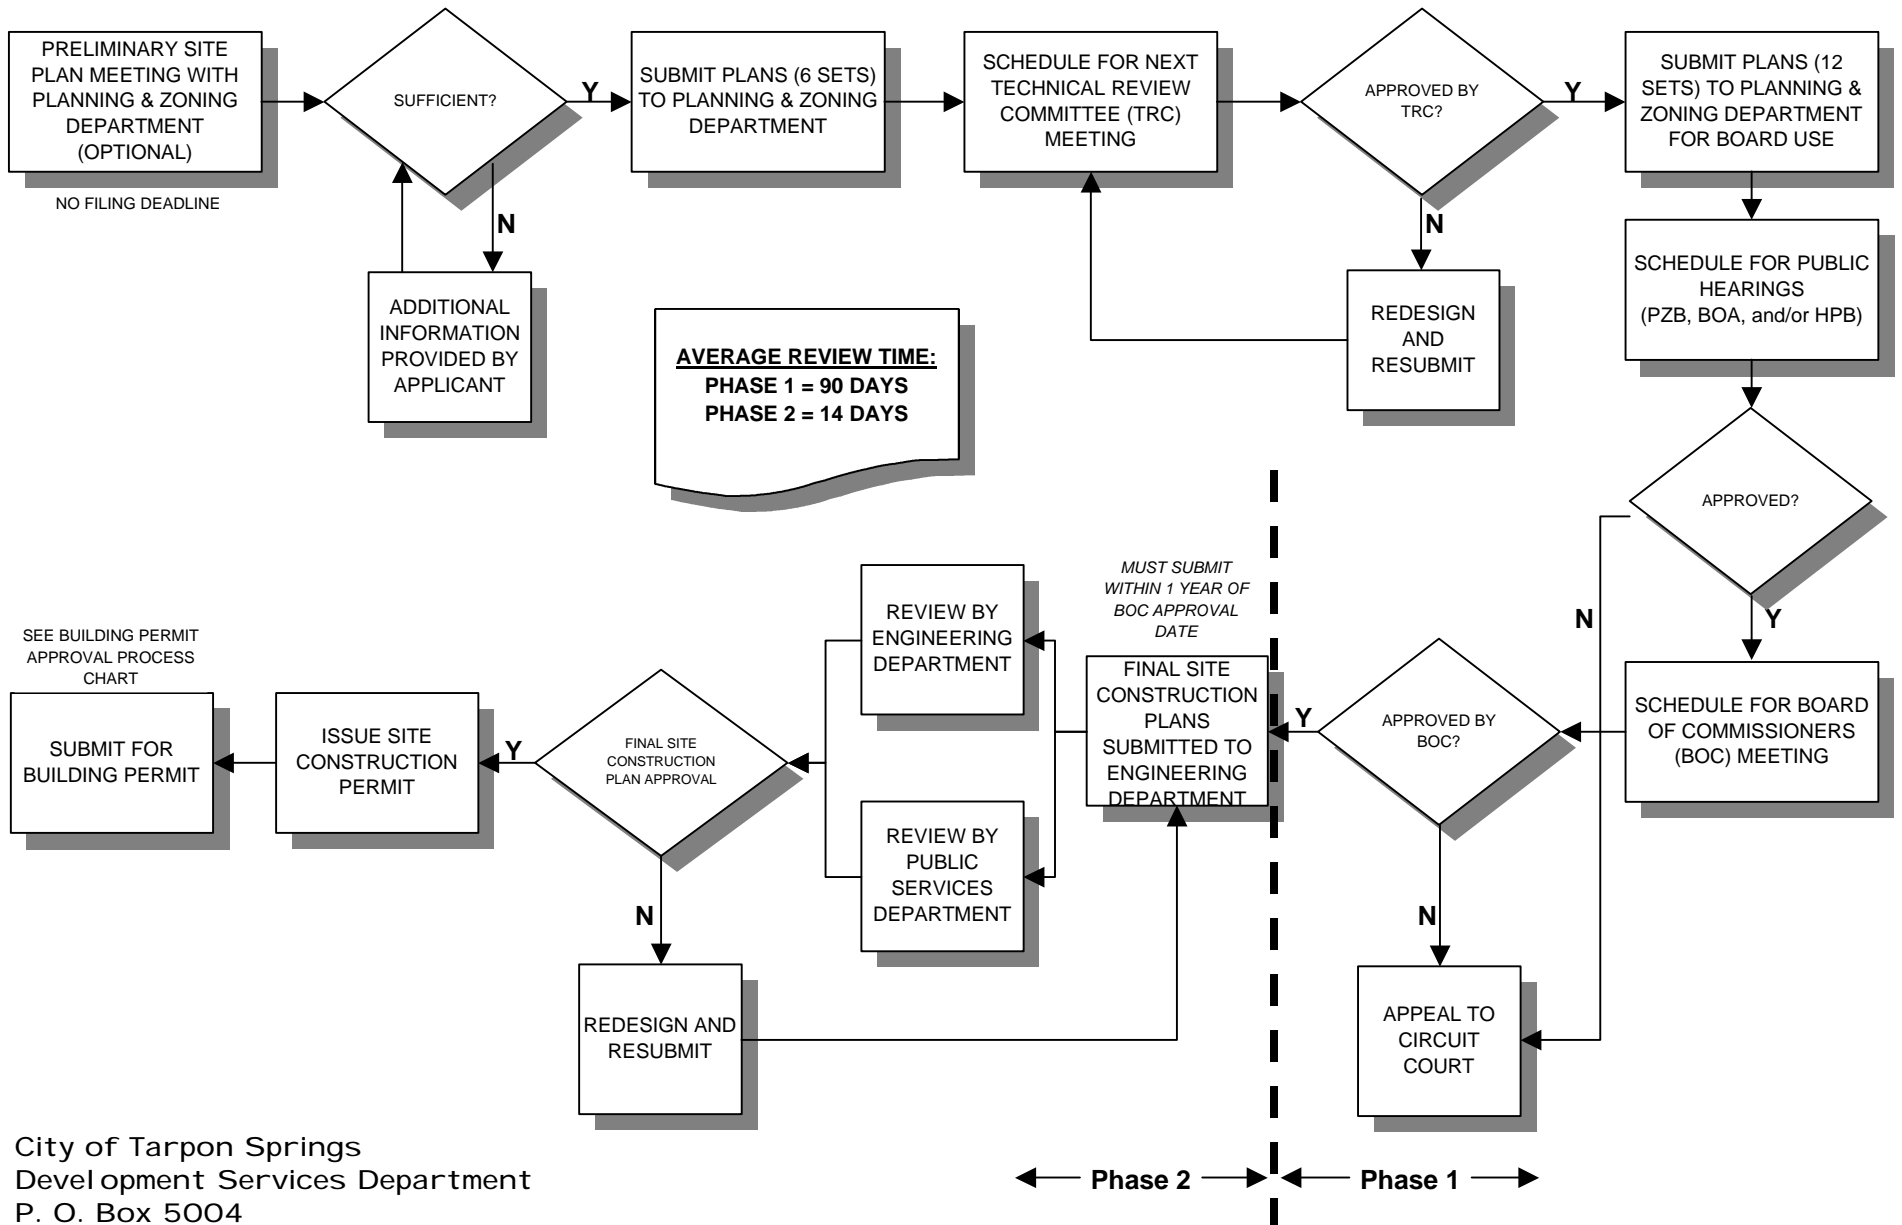 PRELIMINARY SITE
PLAN MEETING WITH
PLANNING & ZONING
DEPARTMENT
(OPTIONAL)
NO FILING DEADLINE
SUFFICIENT?
Y
N
ADDITIONAL
INFORMATION
PROVIDED BY
APPLICANT
SUBMIT PLANS (6 SETS)
TO PLANNING & ZONING
DEPARTMENT
SCHEDULE FOR NEXT
TECHNICAL REVIEW
COMMITTEE (TRC)
MEETING
APPROVED BY
TRC?
Y
N
REDESIGN
AND
RESUBMIT
SUBMIT PLANS (12
SETS) TO PLANNING &
ZONING DEPARTMENT
FOR BOARD USE
SCHEDULE FOR PUBLIC
HEARINGS
(PZB, BOA, and/or HPB)
AVERAGE REVIEW TIME:
PHASE 1 = 90 DAYS
PHASE 2 = 14 DAYS
APPROVED?
N
Y
SCHEDULE FOR BOARD
OF COMMISSIONERS
(BOC) MEETING
APPROVED BY
BOC?
Y
N
APPEAL TO
CIRCUIT
COURT
MUST SUBMIT
WITHIN 1 YEAR OF
BOC APPROVAL
DATE
FINAL SITE
CONSTRUCTION
PLANS
SUBMITTED TO
ENGINEERING
DEPARTMENT
REVIEW BY
ENGINEERING
DEPARTMENT
REVIEW BY
PUBLIC
SERVICES
DEPARTMENT
FINAL SITE
CONSTRUCTION
PLAN APPROVAL
Y
N
REDESIGN AND
RESUBMIT
ISSUE SITE
CONSTRUCTION
PERMIT
SEE BUILDING PERMIT
APPROVAL PROCESS
CHART
SUBMIT FOR
BUILDING PERMIT
Phase 2
Phase 1
City of Tarpon Springs
Development Services Department
P. O. Box 5004